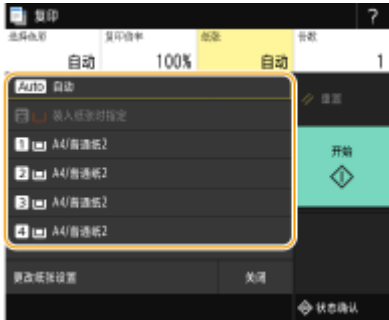 复印 ?
选择色彩 复印倍率 纸张 份数
自动 100% 自动 1
Auto 自动
装入纸张时指定
重置
1 A4/普通纸2
开始
2 A4/普通纸2
3 A4/普通纸2
4 A4/普通纸2
更改纸张设置 关闭
状态确认